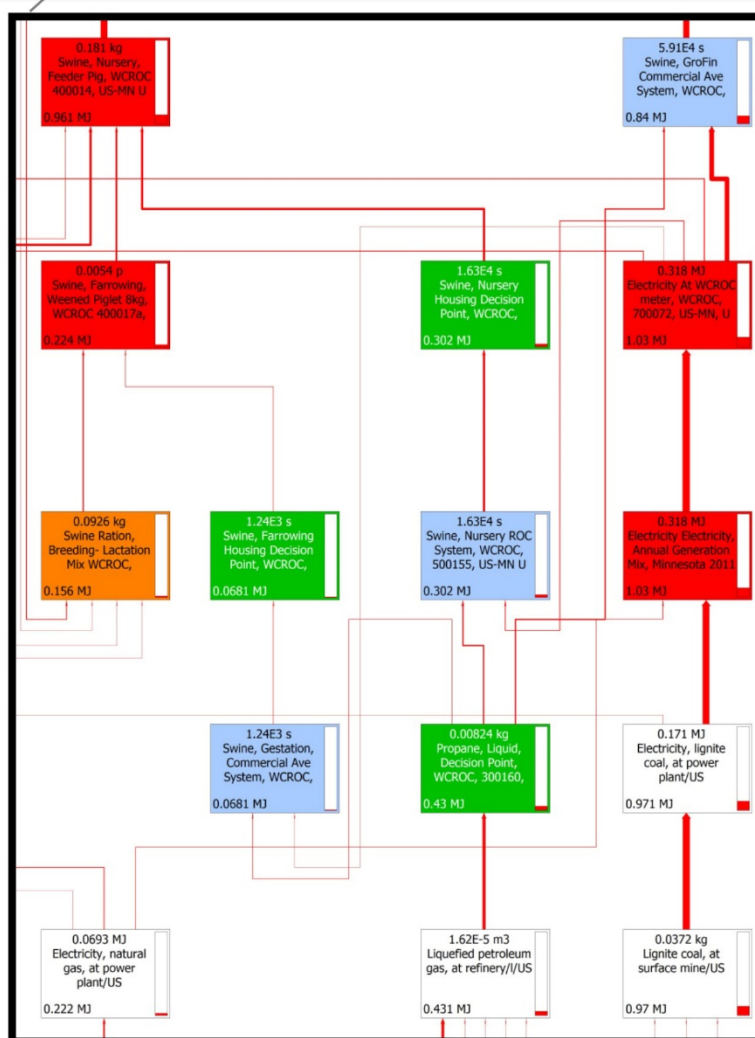 0.181 kg
Swine, Nursery,
Feeder Pig, WCROC
400014, US-MN U
0.961 MJ
5.91E4 s
Swine, GroFin
Commercial Ave
System, WCROC,
0.84 MJ
0.0054 p
Swine, Farrowing,
Weened Piglet 8kg,
WCROC 400017a,
0.224 MJ
1.63E4 s
Swine, Nursery
Housing Decision
Point, WCROC,
0.302 MJ
0.318 MJ
Electricity At WCROC
meter, WCROC,
700072, US-MN, U
1.03 MJ
0.0926 kg
Swine Ration,
Breeding- Lactation
Mix WCROC,
0.156 MJ
1.24E3 s
Swine, Farrowing
Housing Decision
Point, WCROC,
0.0681 MJ
1.63E4 s
Swine, Nursery ROC
System, WCROC,
500155, US-MN U
0.302 MJ
0.318 MJ
Electricity Electricity,
Annual Generation
Mix, Minnesota 2011
1.03 MJ
1.24E3 s
Swine, Gestation,
Commercial Ave
System, WCROC,
0.0681 MJ
0.00824 kg
Propane, Liquid,
Decision Point,
WCROC, 300160,
0.43 MJ
0.171 MJ
Electricity, lignite
coal, at power
plant/US
0.971 MJ
0.0693 MJ
Electricity, natural
gas, at power
plant/US
0.222 MJ
1.62E-5 m3
Liquefied petroleum
gas, at refinery/l/US
0.431 MJ
0.0372 kg
Lignite coal, at
surface mine/US
0.97 MJ